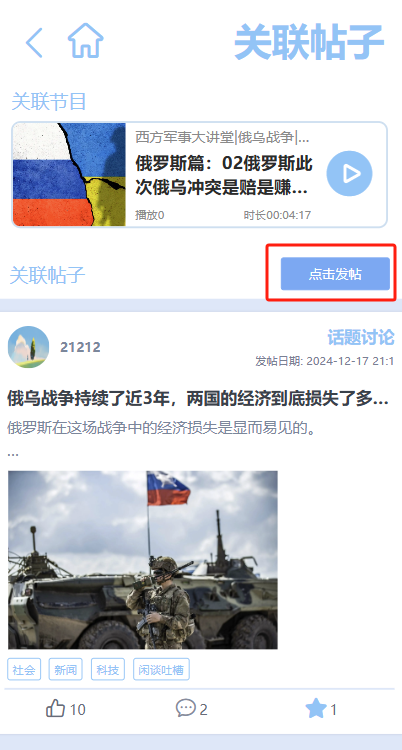 关联帖子
关联节目
西方军事大讲堂|俄乌战争|...
俄罗斯篇：02俄罗斯此
次俄乌冲突是赔是赚...
播放0
时长00:04:17
关联帖子
点击发帖
21212
话题讨论
发帖日期: 2024-12-17 21:1
俄乌战争持续了近3年，两国的经济到底损失了多...
俄罗斯在这场战争中的经济损失是显而易见的。
...
社会
新闻
科技
闲谈吐槽
10
2
1